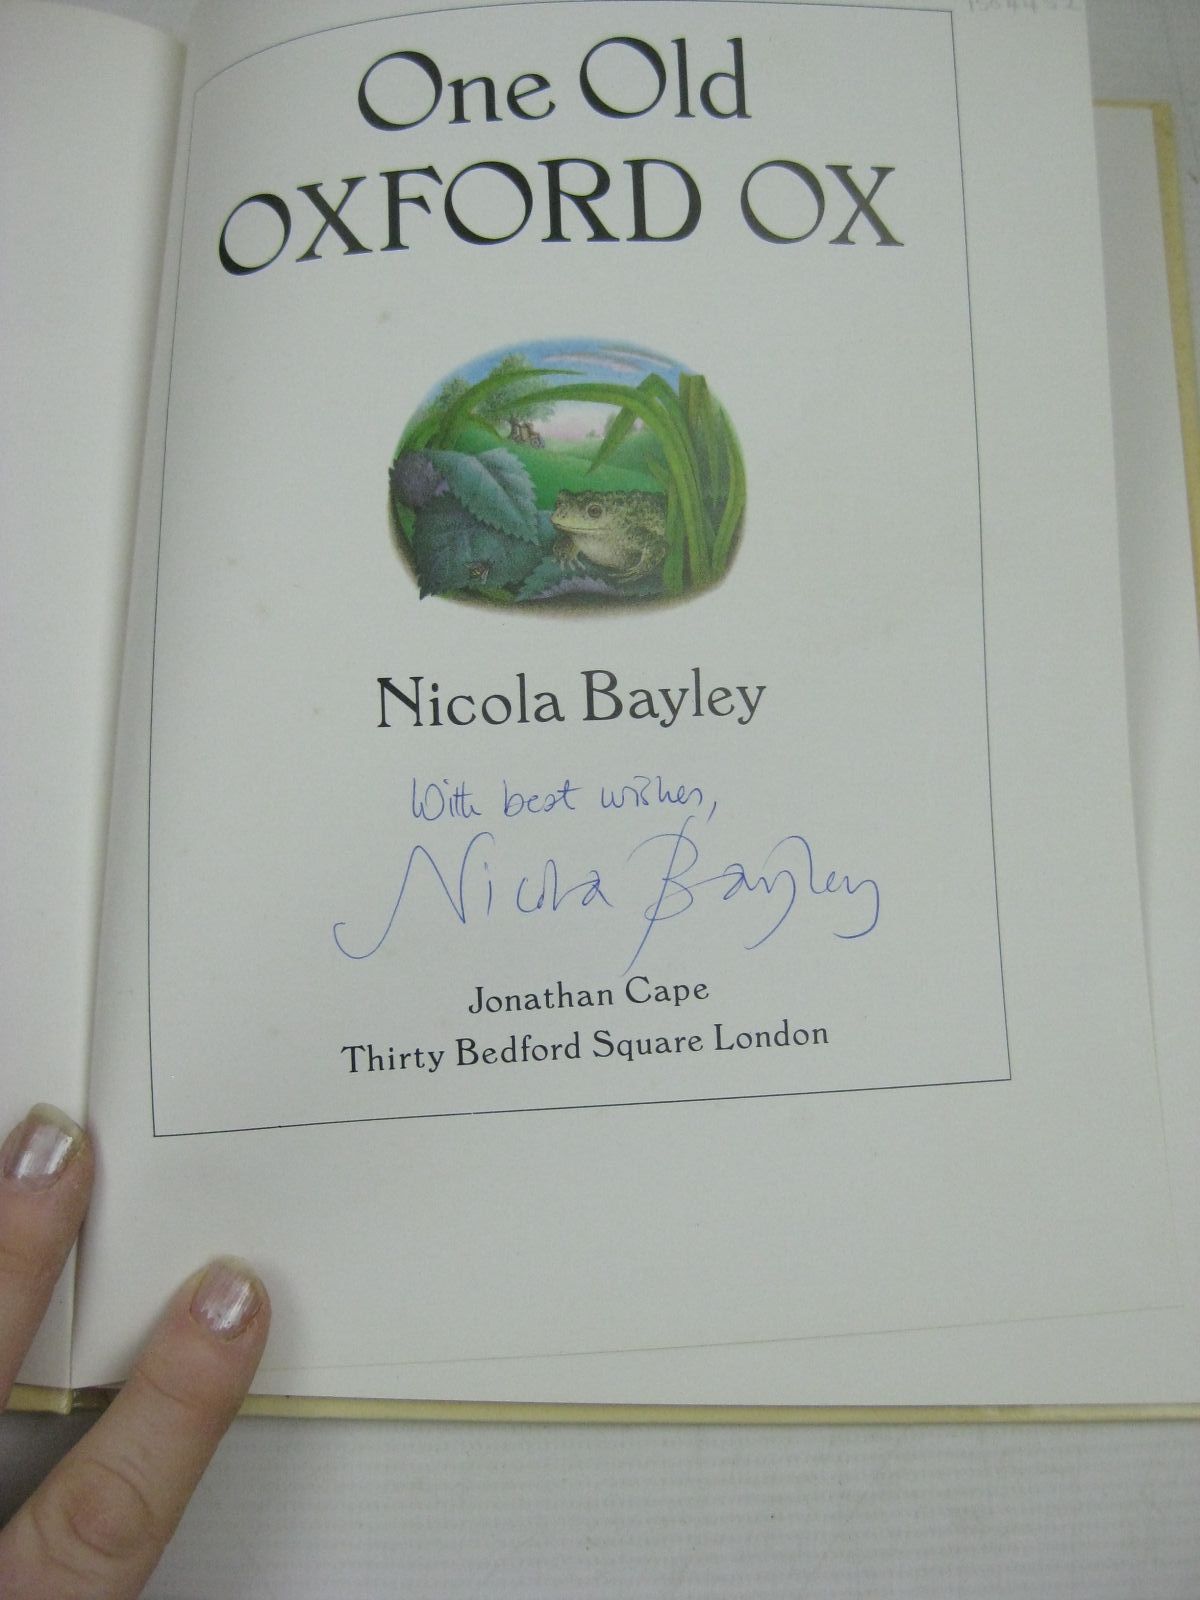 One Old
OXFORD OX
Nicola Bayley
With best wishes,
Nicola Bayley
Jonathan Cape
Thirty Bedford Square London